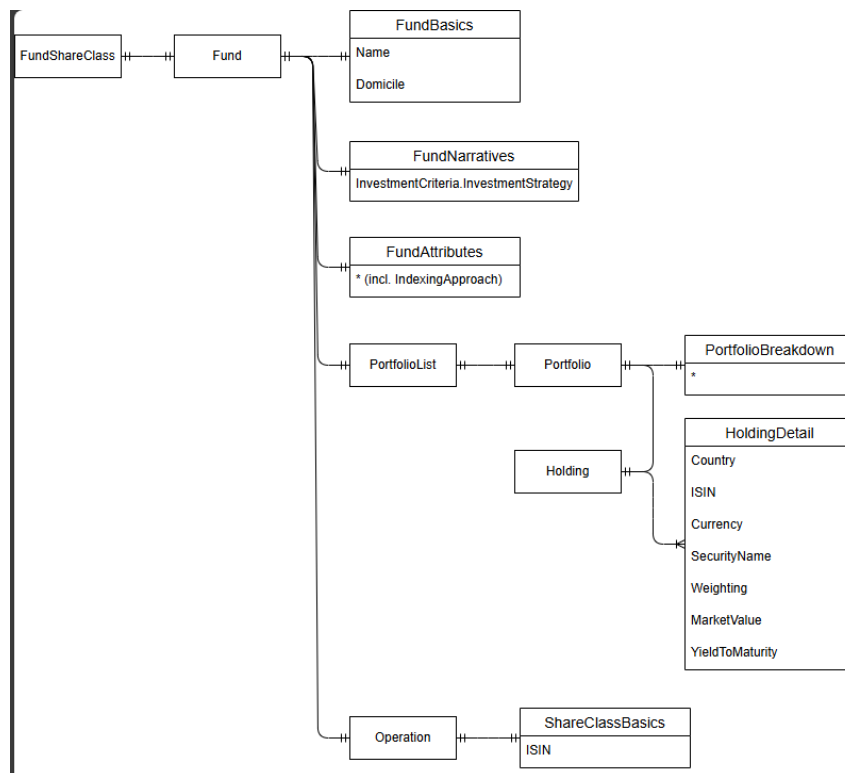 FundShareClass
Fund
FundBasics
Name
Domicile
FundNarratives
InvestmentCriteria.InvestmentStrategy
FundAttributes
* (incl. IndexingApproach)
PortfolioList
Portfolio
PortfolioBreakdown
*
Holding
HoldingDetail
Country
ISIN
Currency
SecurityName
Weighting
MarketValue
YieldToMaturity
Operation
ShareClassBasics
ISIN